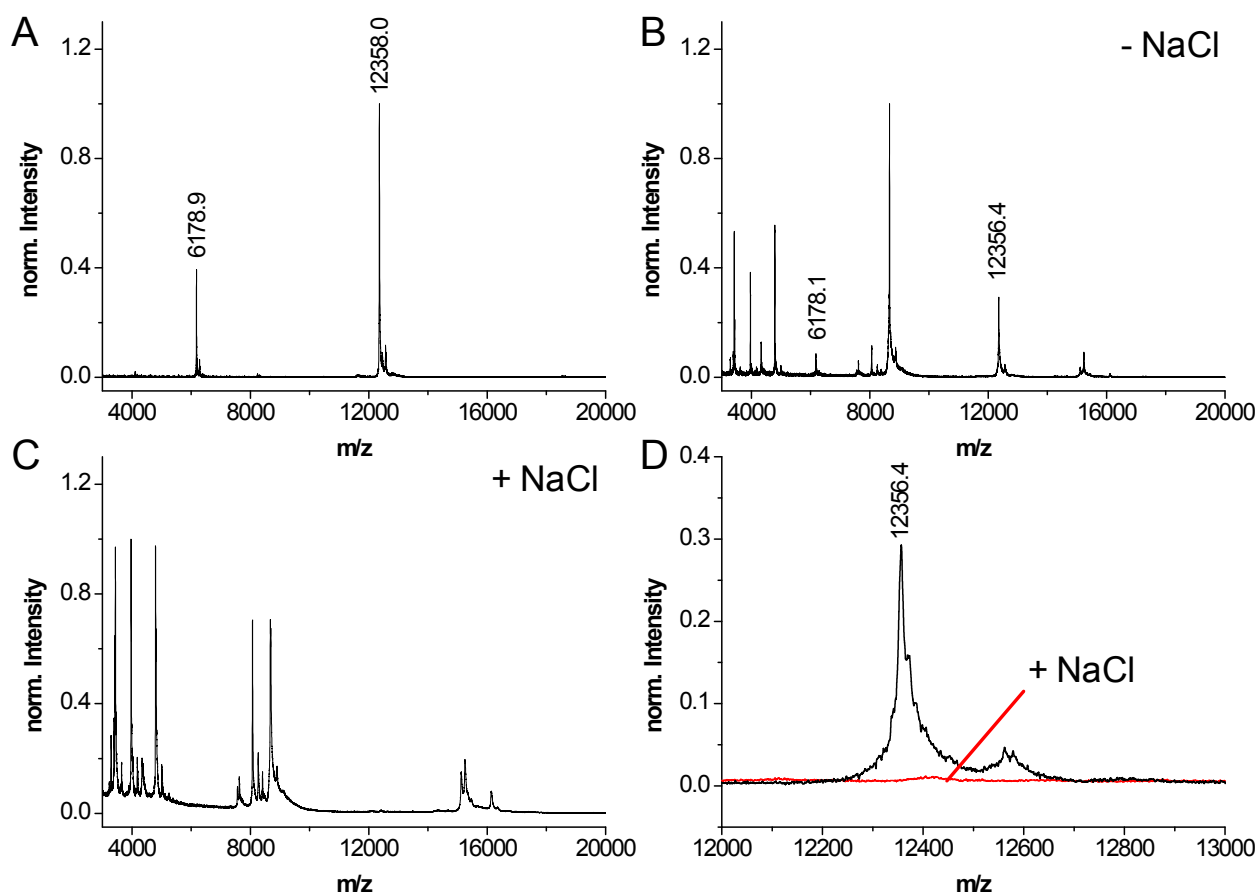 A
1.2
0.8
0.4
0.0
norm. Intensity
6178.9
12358.0
4000 8000 12000 16000 20000
m/z
B
- NaCl
1.2
0.8
0.4
0.0
norm. Intensity
6178.1
12356.4
4000 8000 12000 16000 20000
m/z
C
+ NaCl
1.2
0.8
0.4
0.0
norm. Intensity
4000 8000 12000 16000 20000
m/z
D
0.4
0.3
0.2
0.1
0.0
norm. Intensity
12356.4
+ NaCl
12000 12200 12400 12600 12800 13000
m/z